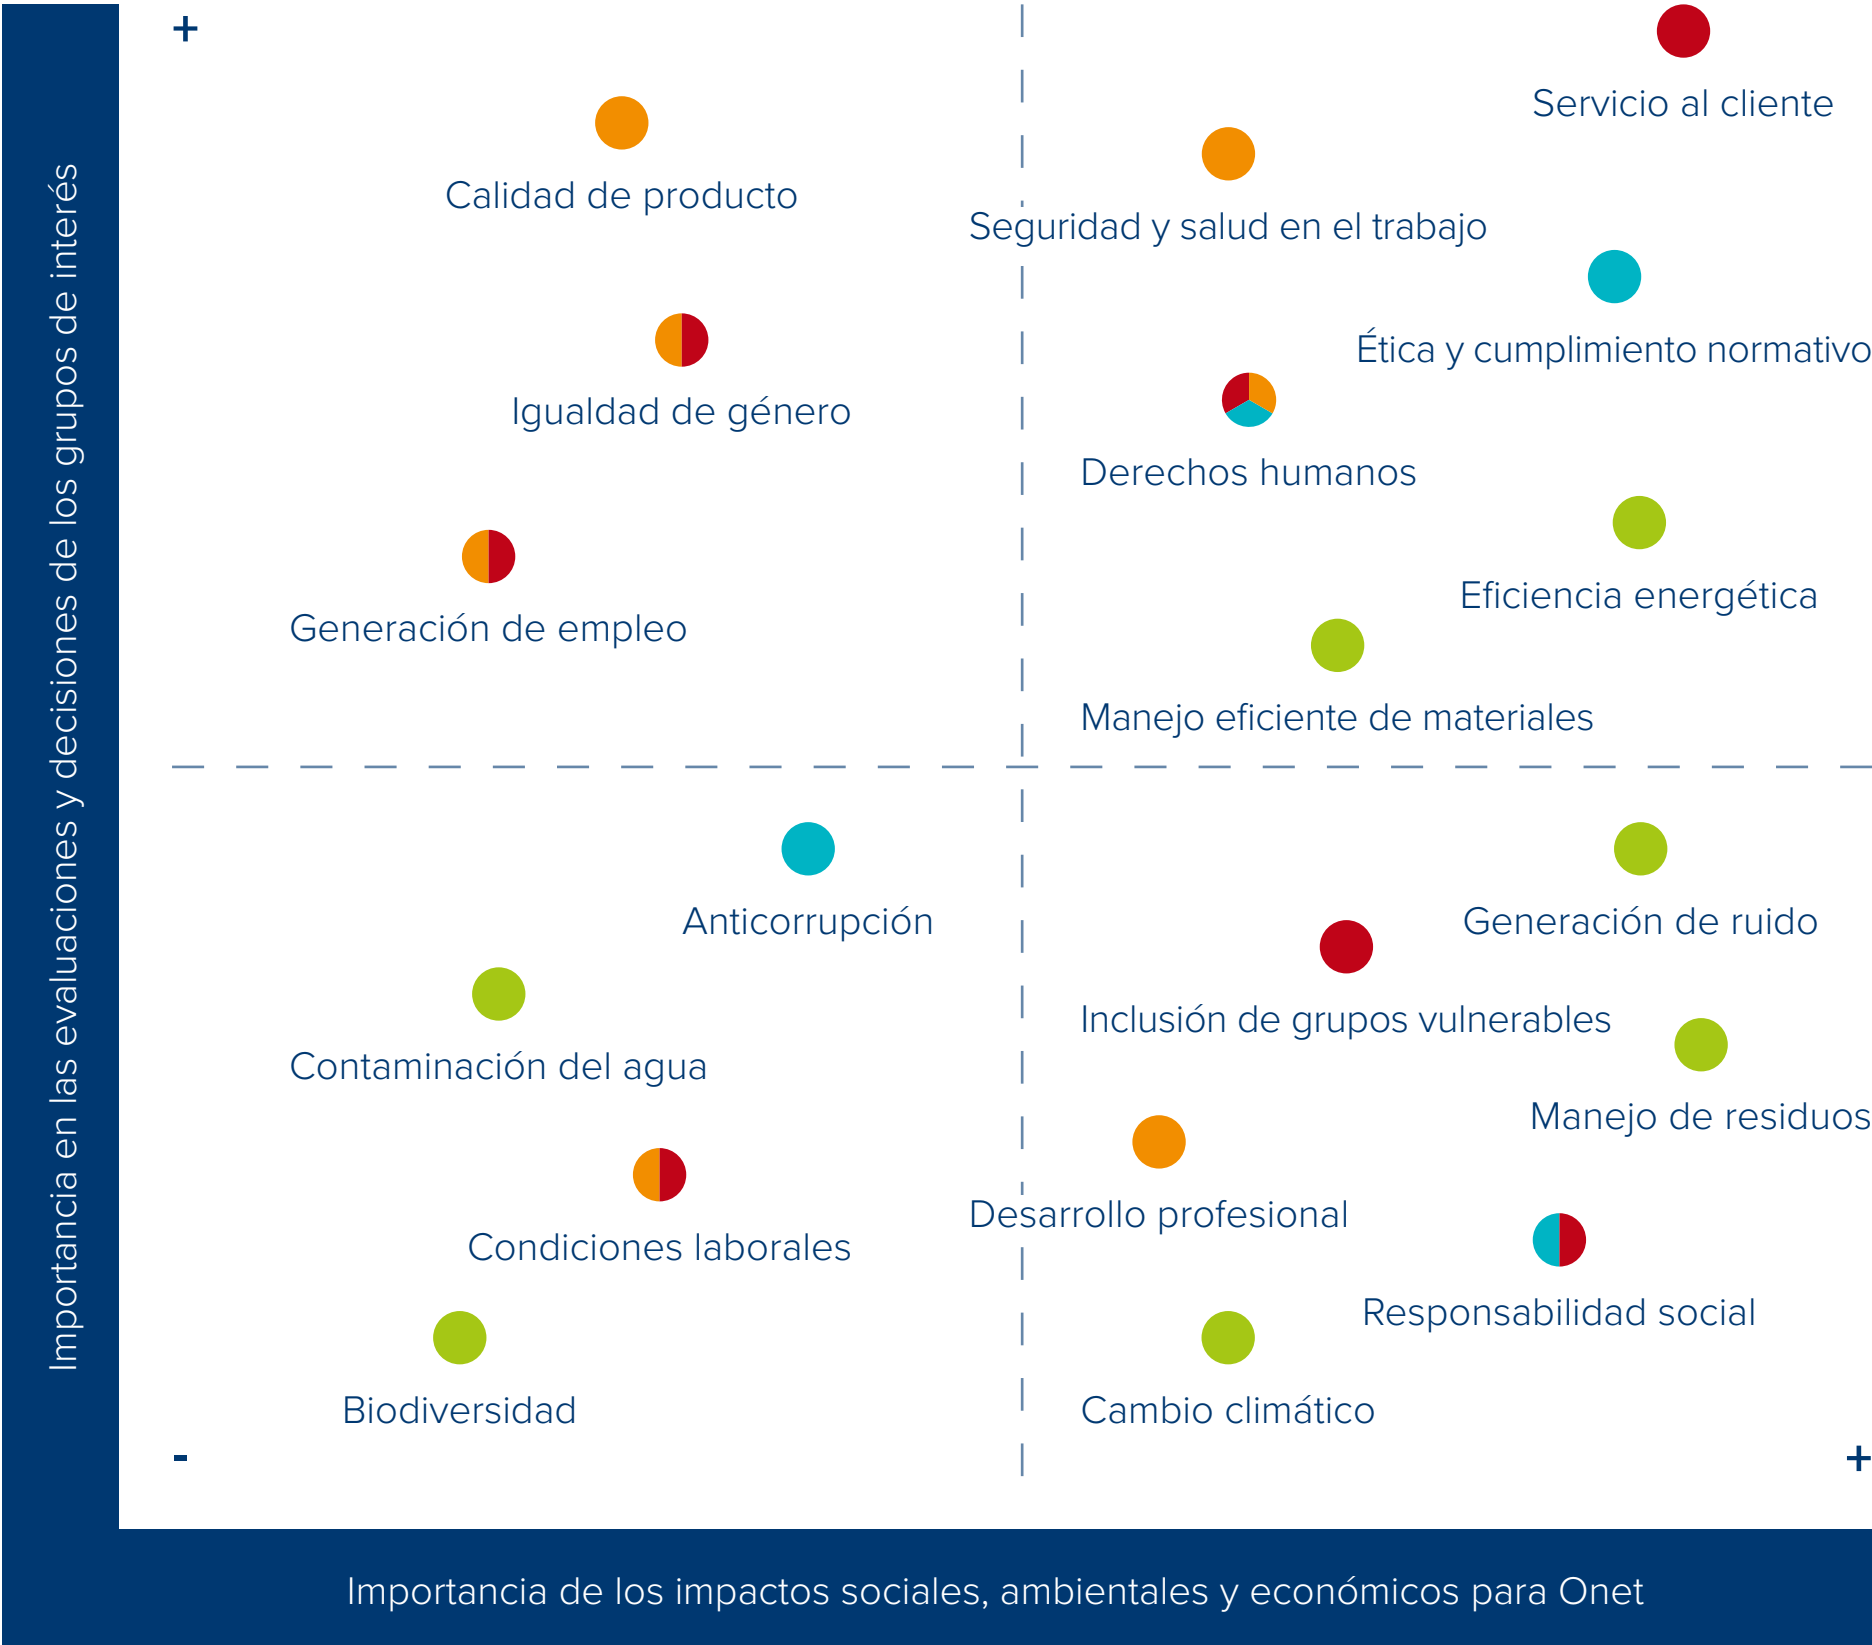 +
Servicio al cliente
Calidad de producto
Seguridad y salud en el trabajo
Ética y cumplimiento normativo
Igualdad de género
Derechos humanos
Eficiencia energética
Generación de empleo
Manejo eficiente de materiales
Importancia en las evaluaciones y decisiones de los grupos de interés
Anticorrupción
Generación de ruido
Inclusión de grupos vulnerables
Contaminación del agua
Manejo de residuos
Desarrollo profesional
Condiciones laborales
Responsabilidad social
Biodiversidad
Cambio climático
-
+
Importancia de los impactos sociales, ambientales y económicos para Onet